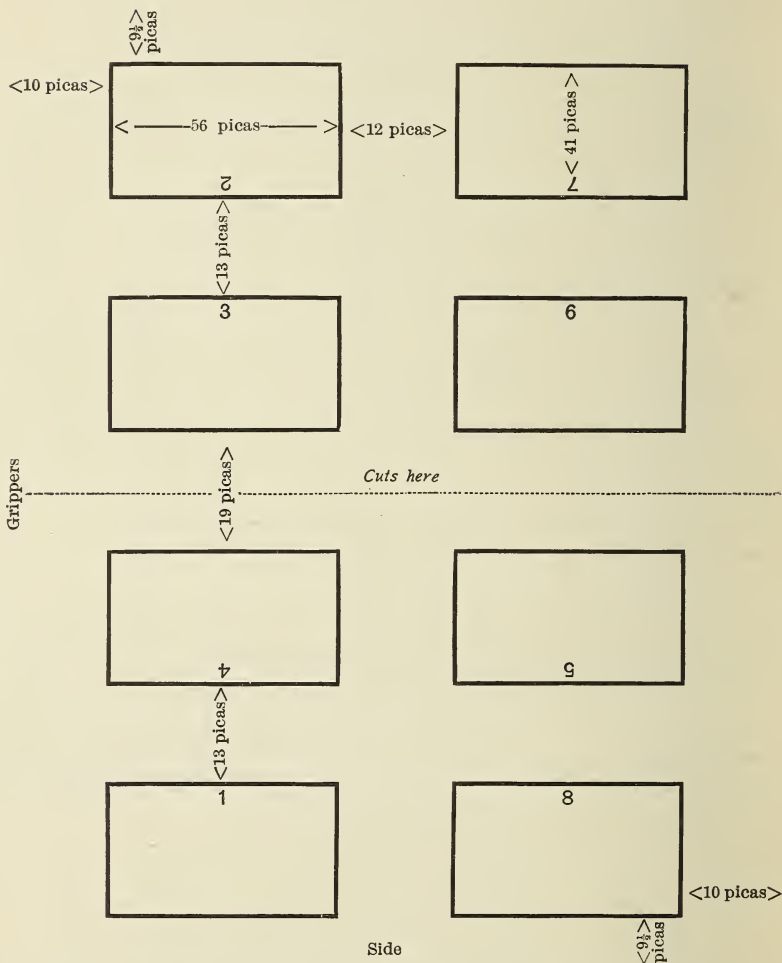 <9½> picas
<10 picas>
<-56 picas->
<12 picas>
<41 picas>
2
7
<13 picas>
3
6
<19 picas>
Cuts here
Grippers
4
5
<13 picas>
1
8
<10 picas>
Side
<9½> picas